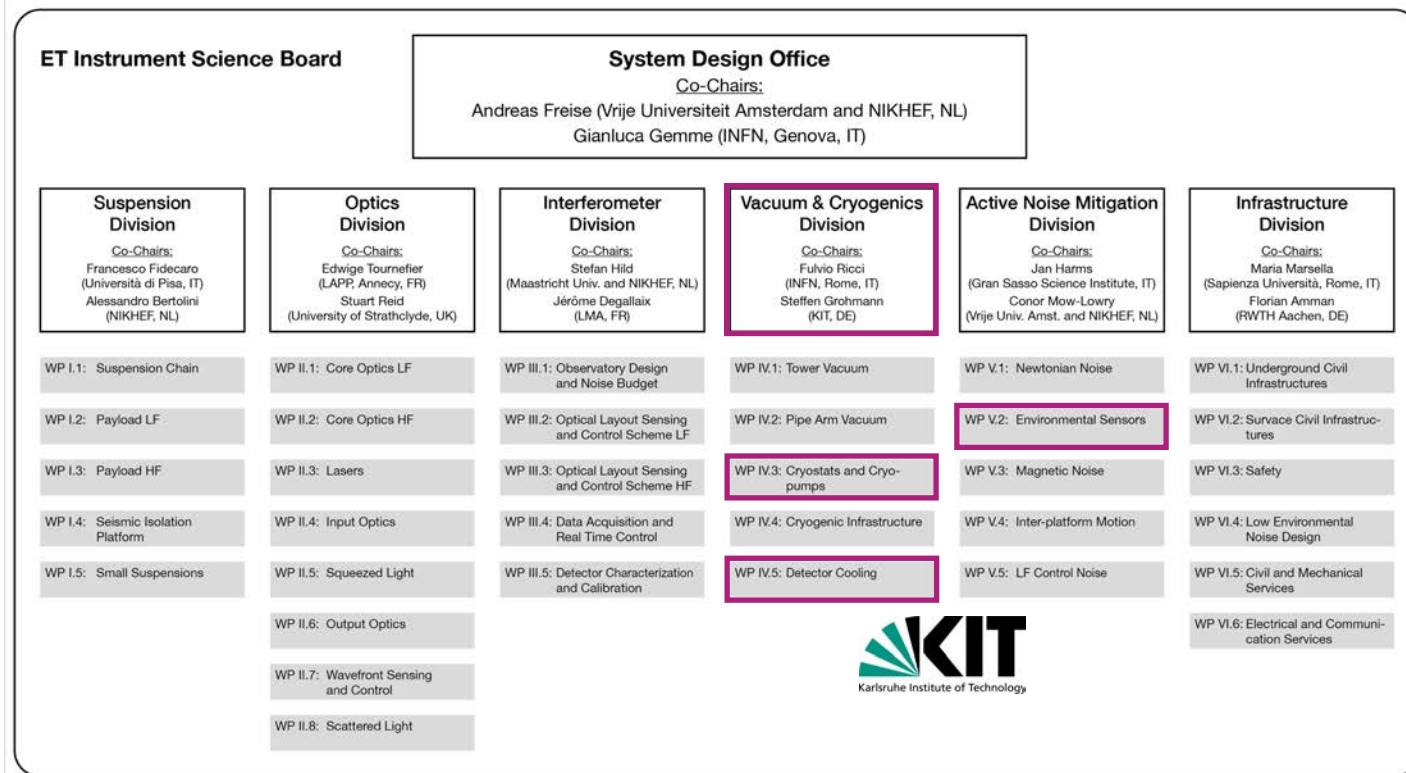 ET Instrument Science Board
System Design Office
Co-Chairs:
Andreas Freise (Vrije Universiteit Amsterdam and NIKHEF, NL)
Gianluca Gemme (INFN, Genova, IT)
Suspension
Division
Co-Chairs:
Francesco Fidecaro
(Università di Pisa, IT)
Alessandro Bertolini
(NIKHEF, NL)
WP I.1: Suspension Chain
WP I.2: Payload LF
WP I.3: Payload HF
WP I.4: Seismic Isolation
Platform
WP I.5: Small Suspensions
Optics
Division
Co-Chairs:
Edwige Tournefier
(LAPP, Annecy, FR)
Stuart Reid
(University of Strathclyde, UK)
WP II.1: Core Optics LF
WP II.2: Core Optics HF
WP II.3: Lasers
WP II.4: Input Optics
WP II.5: Squeezed Light
WP II.6: Output Optics
WP II.7: Wavefront Sensing
and Control
WP II.8: Scattered Light
Interferometer
Division
Co-Chairs:
Stefan Hild
(Maastricht Univ. and NIKHEF, NL)
Jérôme Degallaix
(LMA, FR)
WP III.1: Observatory Design
and Noise Budget
WP III.2: Optical Layout Sensing
and Control Scheme LF
WP III.3: Optical Layout Sensing
and Control Scheme HF
WP III.4: Data Acquisition and
Real Time Control
WP III.5: Detector Characterization
and Calibration
Vacuum & Cryogenics
Division
Co-Chairs:
Fulvio Ricci
(INFN, Rome, IT)
Steffen Grohmann
(KIT, DE)
WP IV.1: Tower Vacuum
WP IV.2: Pipe Arm Vacuum
WP IV.3: Cryostats and Cryo-
pumps
WP IV.4: Cryogenic Infrastructure
WP IV.5: Detector Cooling
KIT
Karlsruhe Institute of Technology
Active Noise Mitigation
Division
Co-Chairs:
Jan Harms
(Gran Sasso Science Institute, IT)
Conor Mow-Lowry
(Vrije Univ. Amst. and NIKHEF, NL)
WP V.1: Newtonian Noise
WP V.2: Environmental Sensors
WP V.3: Magnetic Noise
WP V.4: Inter-platform Motion
WP V.5: LF Control Noise
Infrastructure
Division
Co-Chairs:
Maria Marsella
(Sapienza Università, Rome, IT)
Florian Amman
(RWTH Aachen, DE)
WP VI.1: Underground Civil
Infrastructures
WP VI.2: Survace Civil Infrastruc-
tures
WP VI.3: Safety
WP VI.4: Low Environmental
Noise Design
WP VI.5: Civil and Mechanical
Services
WP VI.6: Electrical and Communi-
cation Services